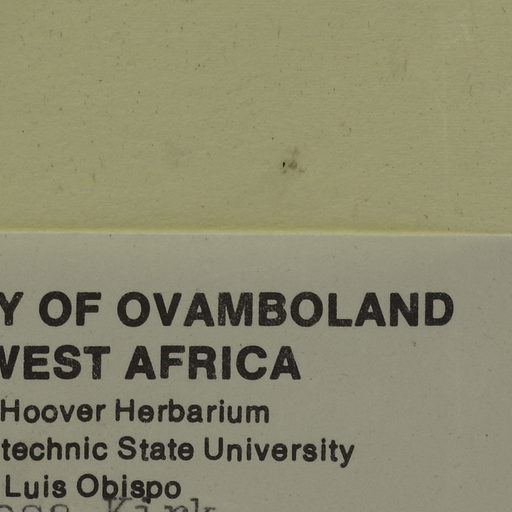 Y OF OVAMBOLAND
WEST AFRICA
Hoover Herbarium
technic State University
Luis Obispo